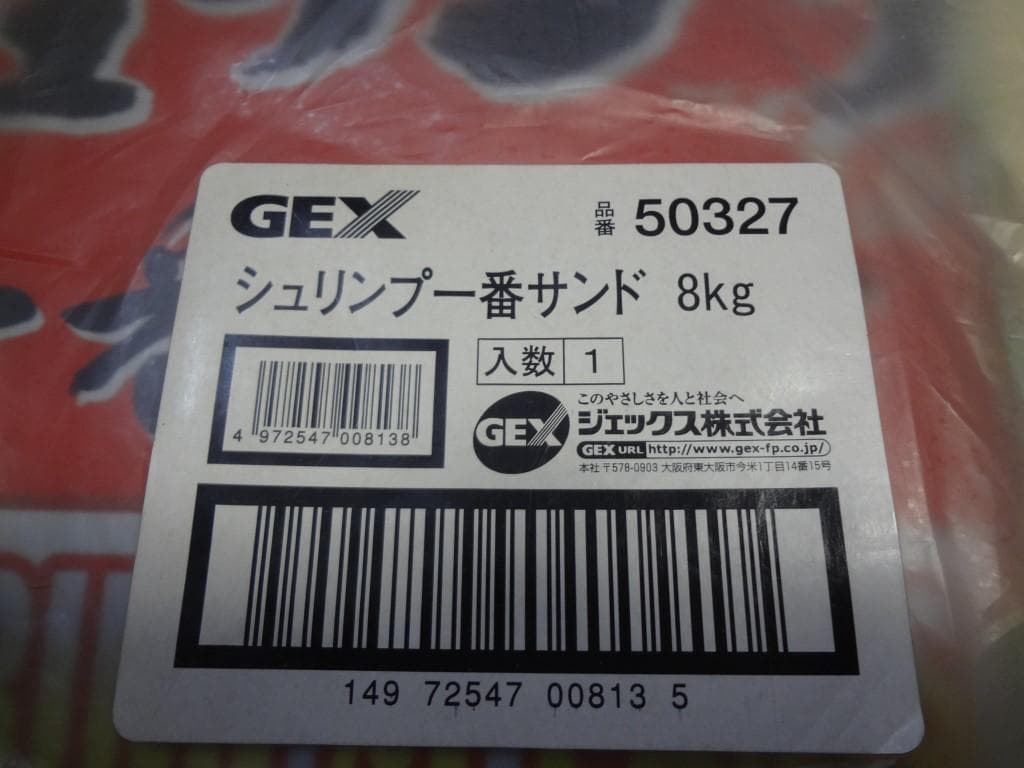 GEX
品番 50327
シュリンプ一番サンド 8kg
入数 1
4 972547 008138
このやさしさを人と社会へ
GEX ジェックス株式会社
GEX URL http://www.gex-fp.co.jp/
本社 〒578-0903 大阪府東大阪市今米1丁目14番15号
149 72547 00813 5